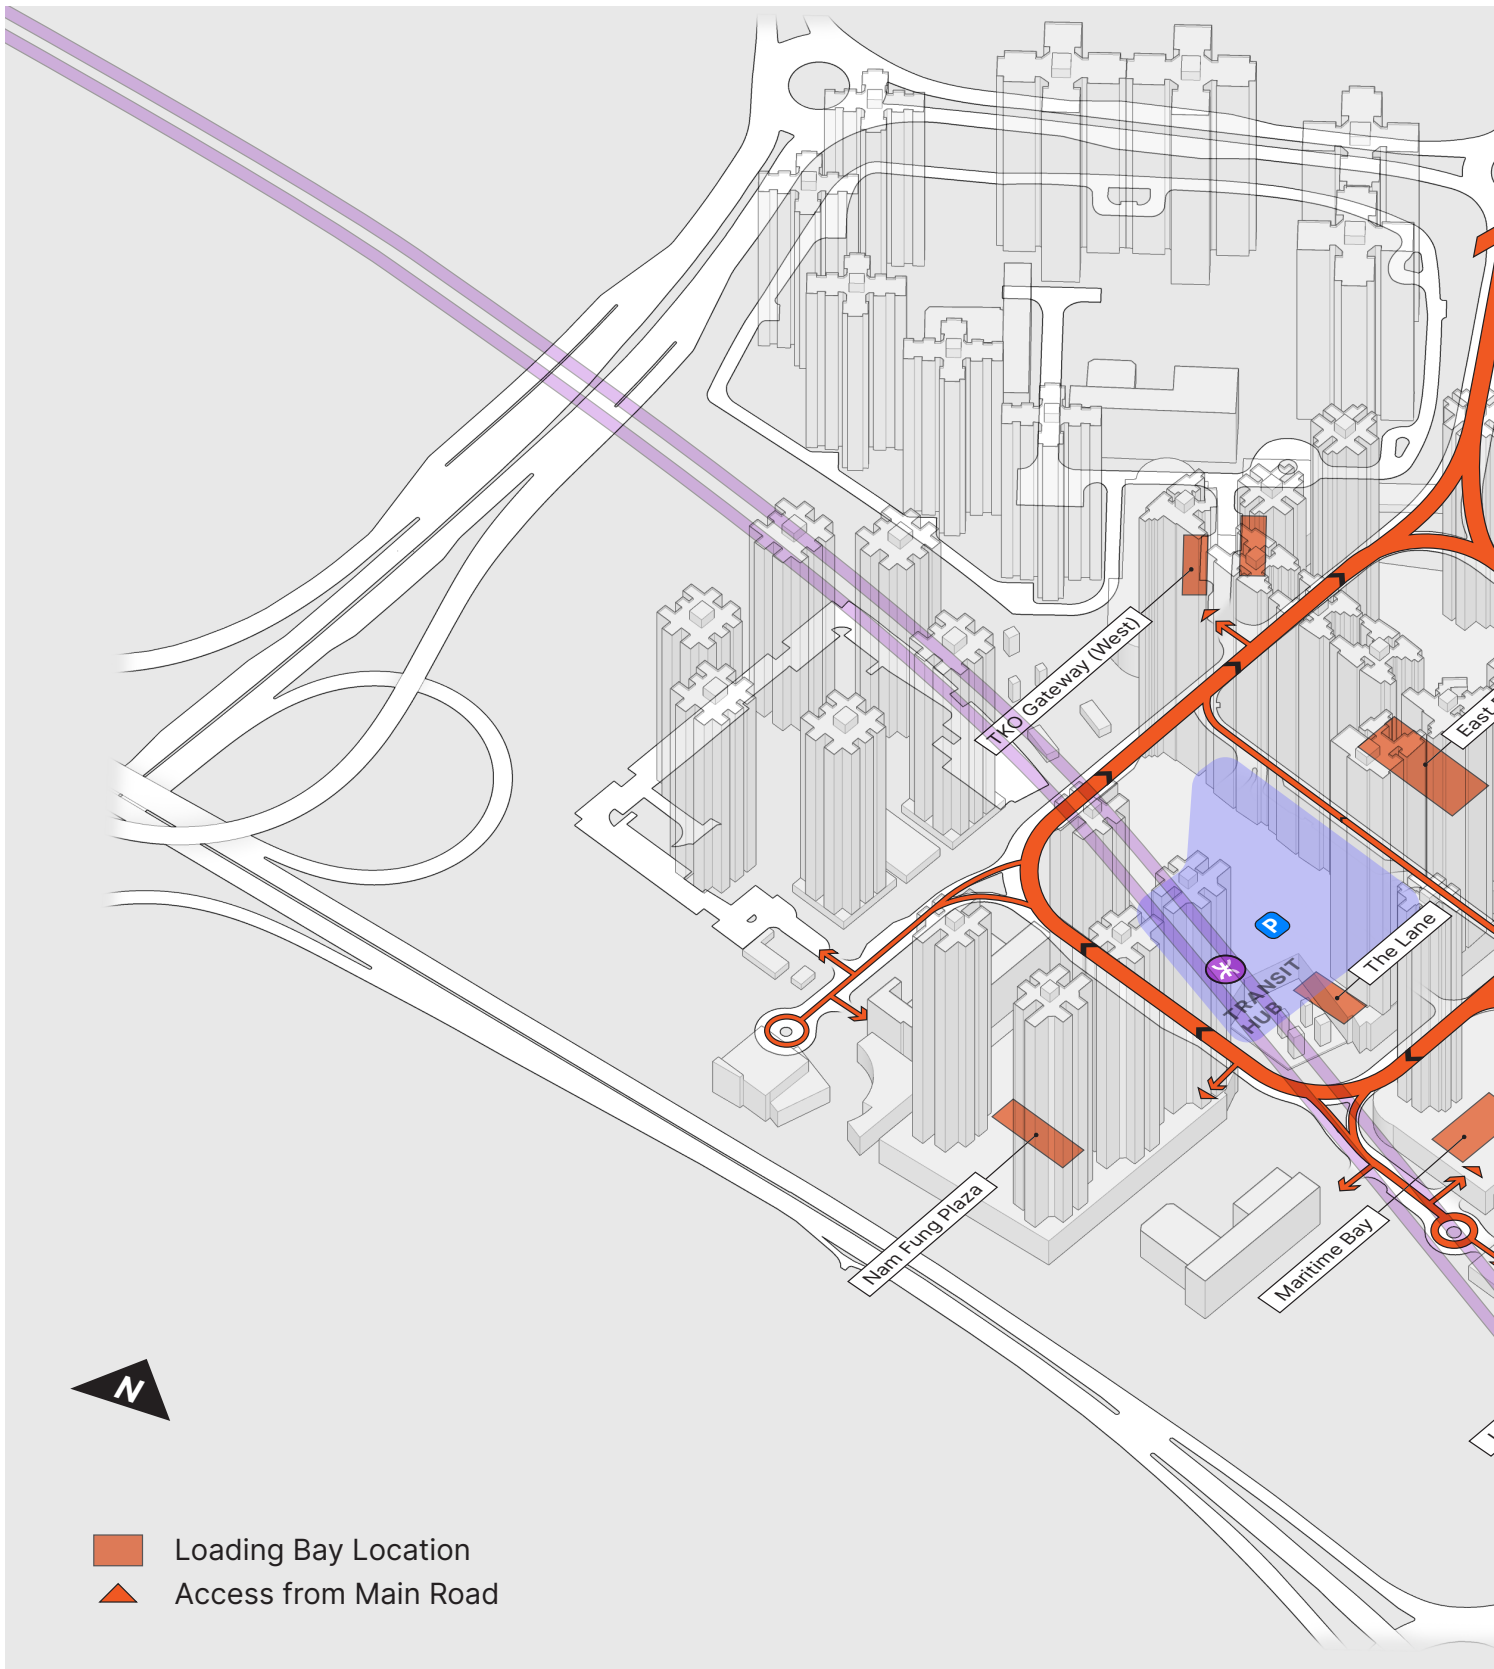 TKO Gateway (West)
East
The Lane
P
TRANSIT
HUB
Nam Fung Plaza
Maritime Bay
N
Loading Bay Location
Access from Main Road